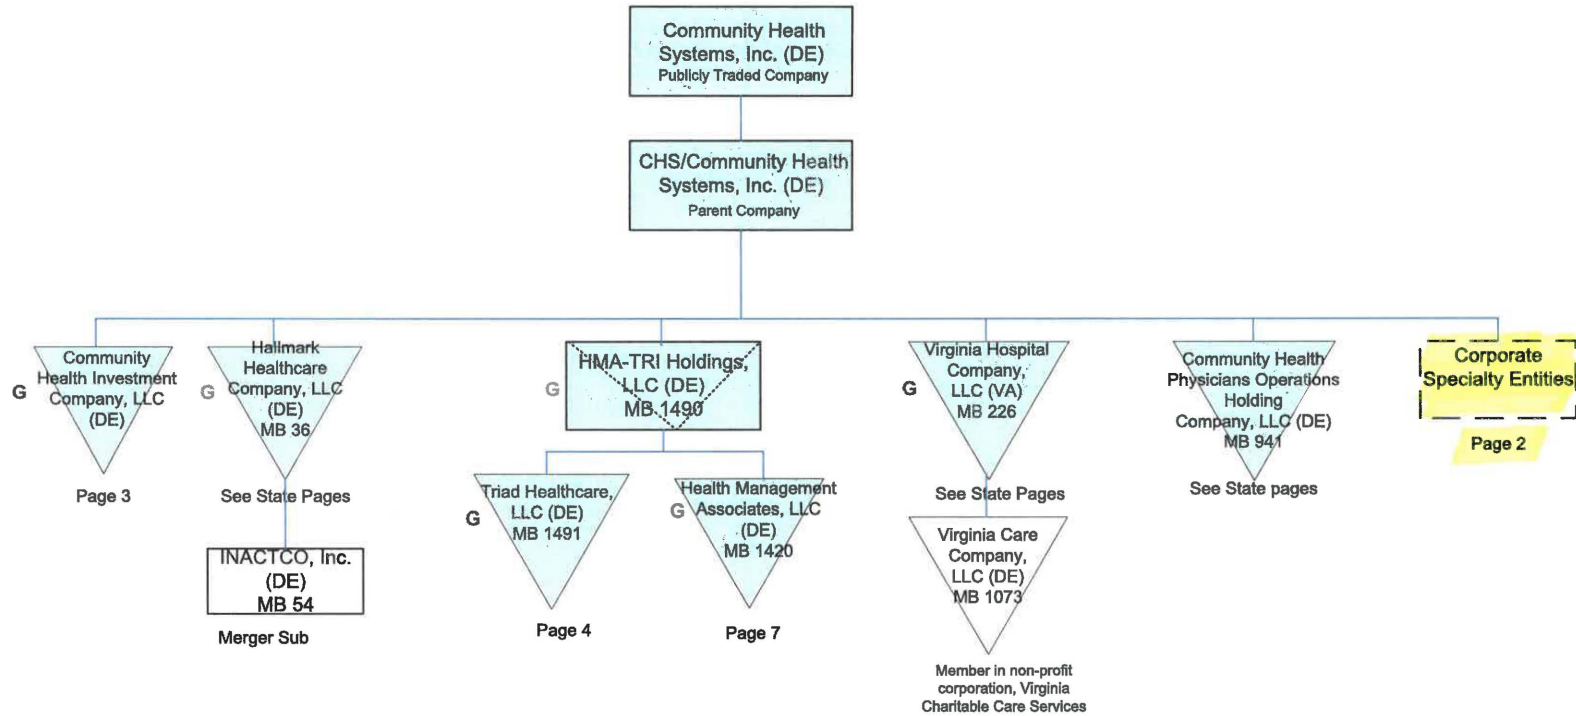 Community Health
Systems, Inc. (DE)
Publicly Traded Company
CHS/Community Health
Systems, Inc. (DE)
Parent Company
G
Community
Health Investment
Company, LLC
(DE)
Page 3
G
Hallmark
Healthcare
Company, LLC
(DE)
MB 36
See State Pages
INACTCO, Inc.
(DE)
MB 54
Merger Sub
G
HMA-TRI Holdings,
LLC (DE)
MB 1490
G
Triad Healthcare,
LLC (DE)
MB 1491
Page 4
G
Health Management
Associates, LLC
(DE)
MB 1420
Page 7
G
Virginia Hospital
Company,
LLC (VA)
MB 226
See State Pages
Virginia Care
Company,
LLC (DE)
MB 1073
Member in non-profit
corporation, Virginia
Charitable Care Services
Community Health
Physicians Operations
Holding
Company, LLC (DE)
MB 941
See State pages
Corporate
Specialty Entities
Page 2